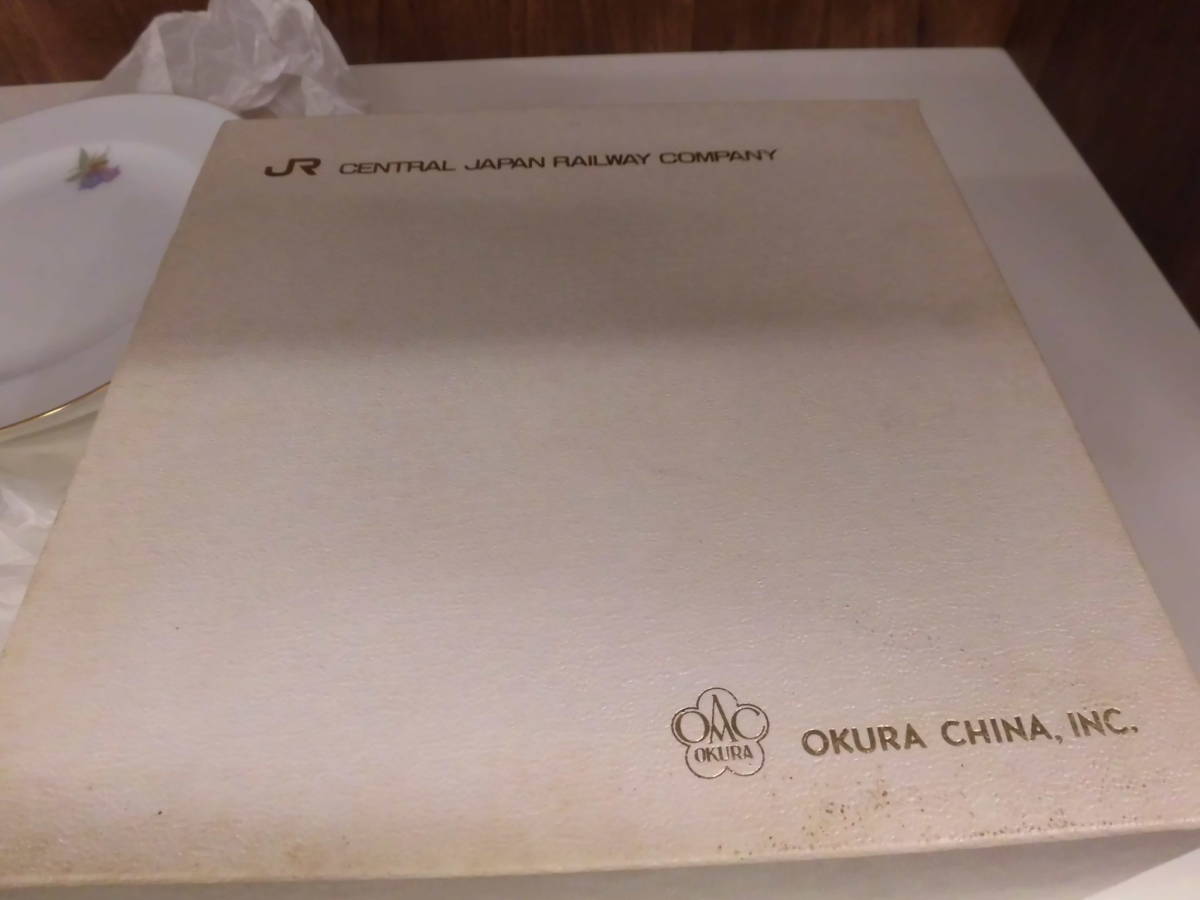 JR CENTRAL JAPAN RAILWAY COMPANY
OAC
OKURA
OKURA CHINA, INC.